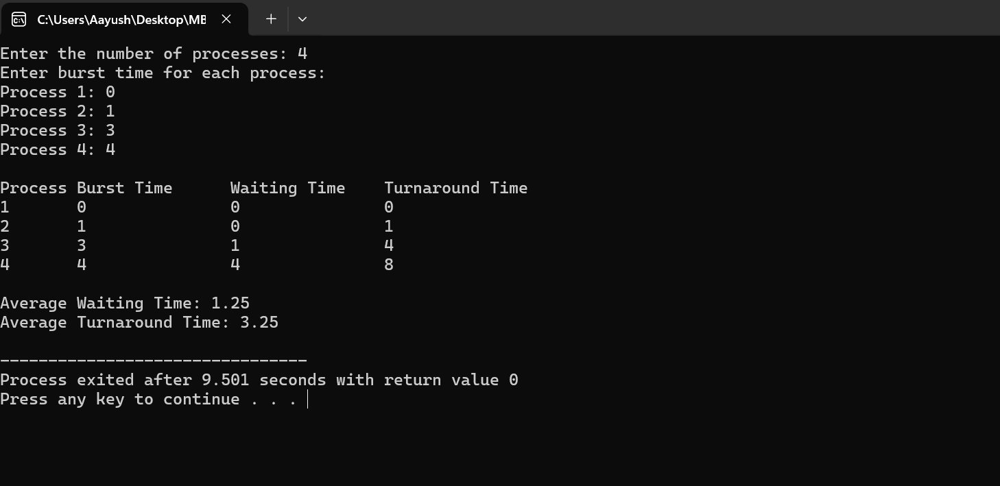 C:\Users\Aayush\Desktop\MB
Enter the number of processes: 4
Enter burst time for each process:
Process 1: 0
Process 2: 1
Process 3: 3
Process 4: 4
Process Burst Time Waiting Time Turnaround Time
1 0 0 0
2 1 0 1
3 3 1 4
4 4 4 8
Average Waiting Time: 1.25
Average Turnaround Time: 3.25
--------------------------------
Process exited after 9.501 seconds with return value 0
Press any key to continue . . .